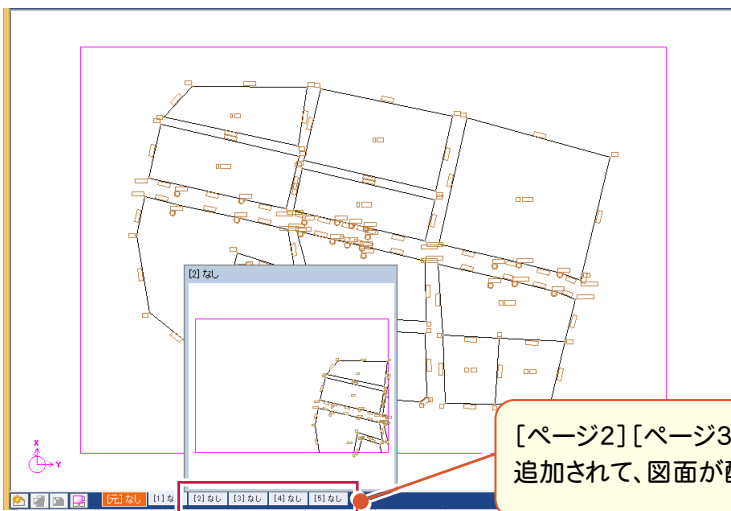 [2] なし
X
Y
[ページ2][ページ3
追加されて、図面が
[元] なし
[1] な
[2] なし
[3] なし
[4] なし
[5] なし